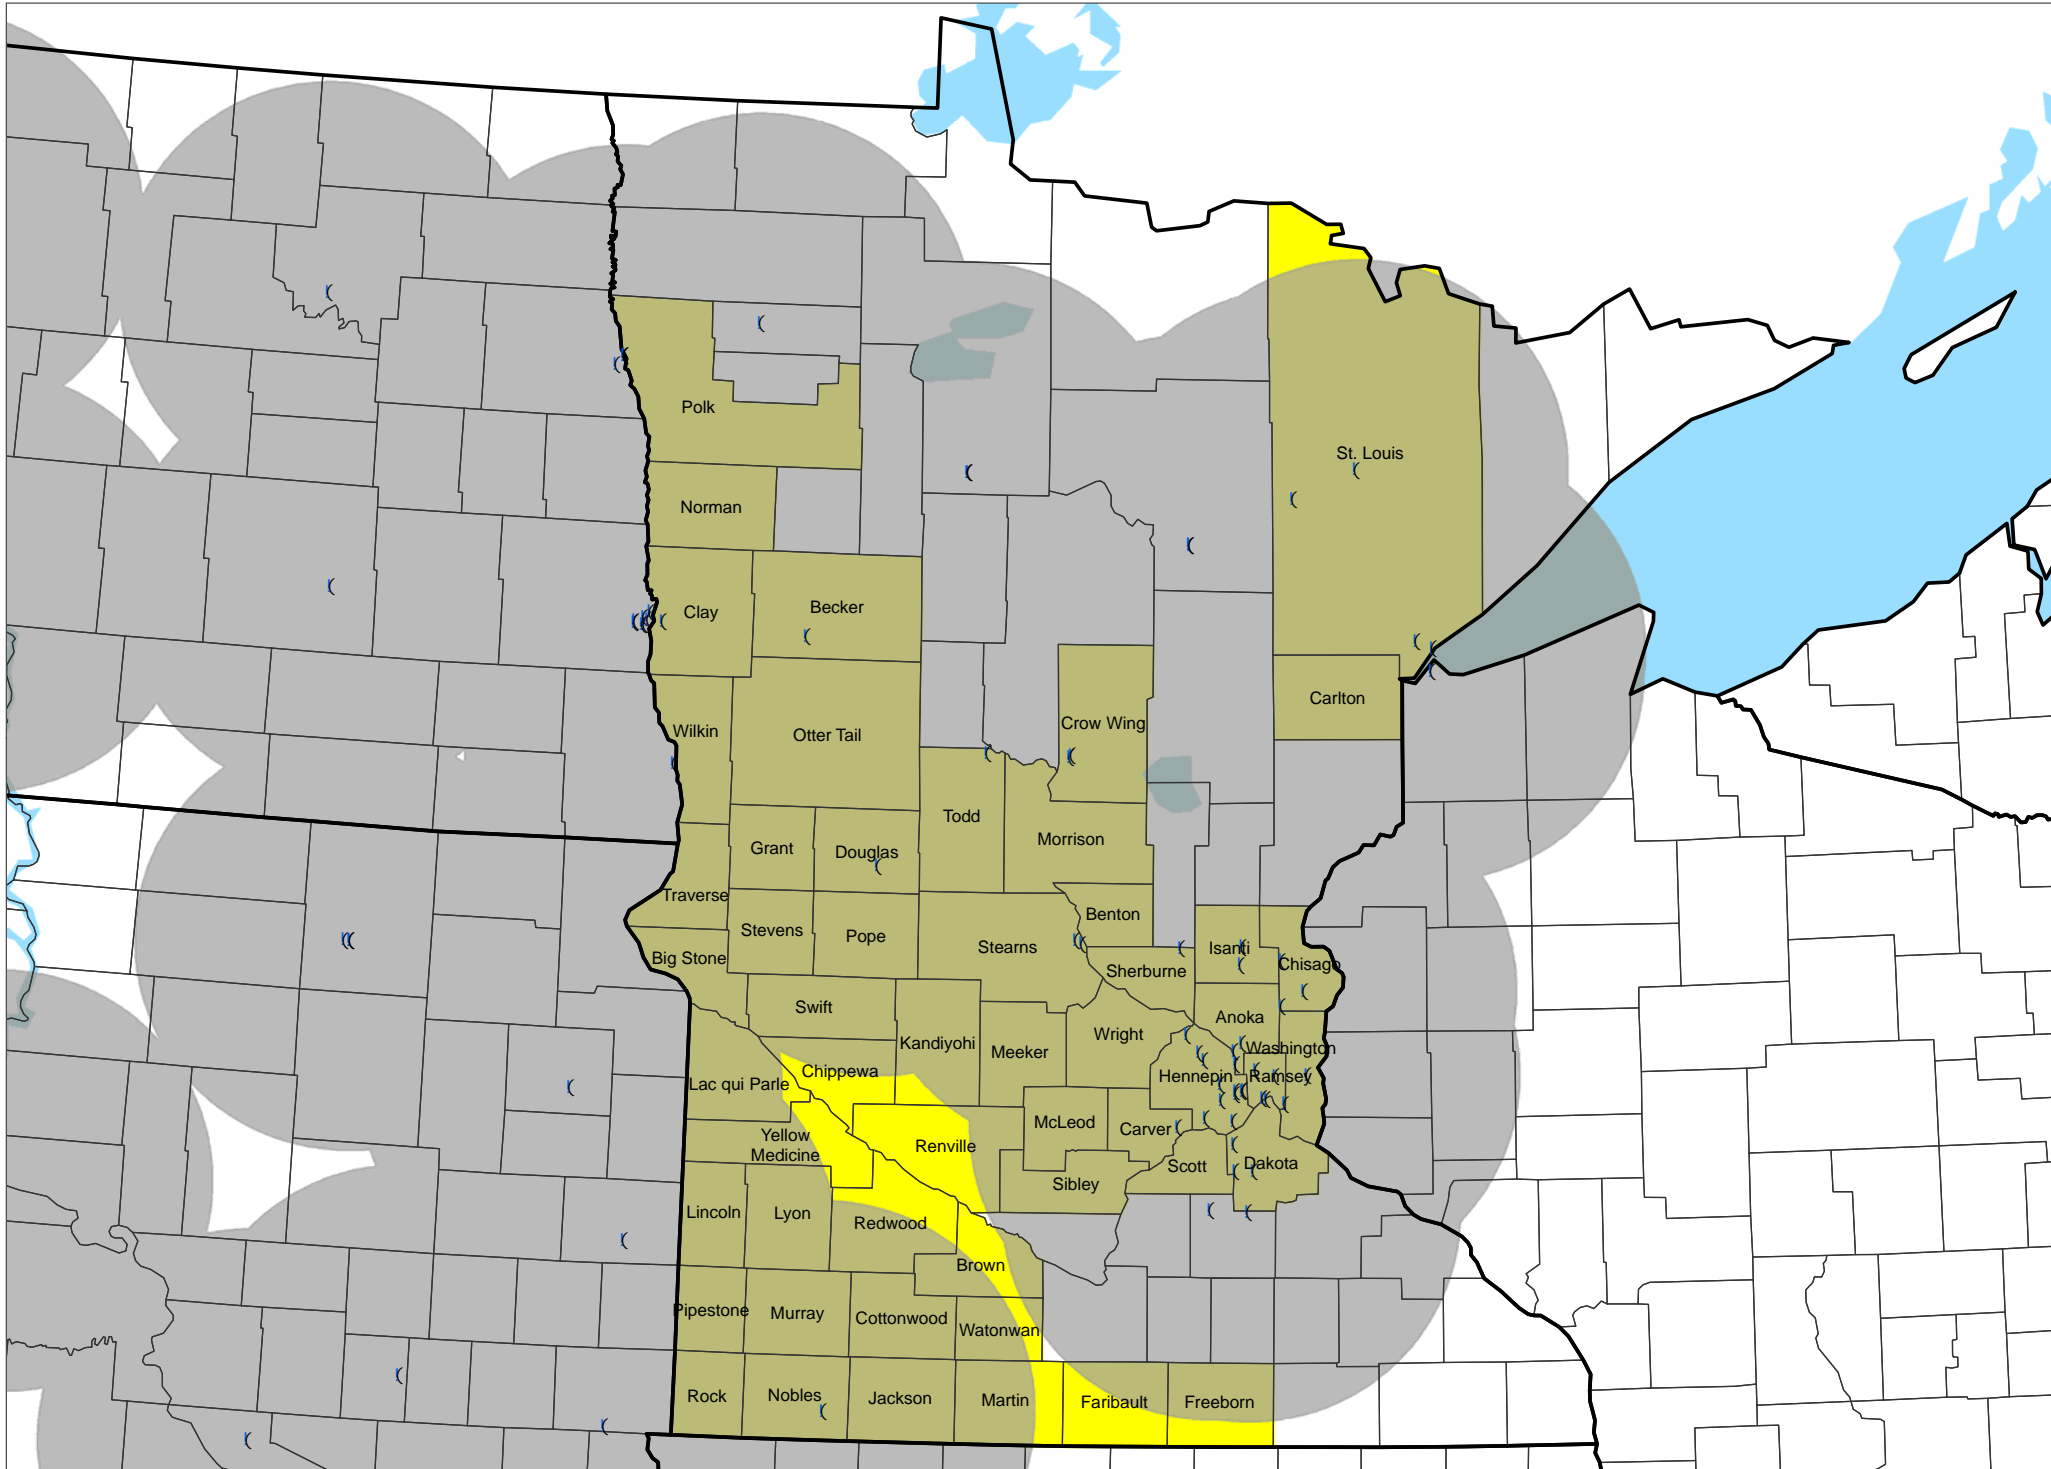 St. Louis
Polk
Norman
Becker
Clay
Carlton
Crow Wing
Wilkin
Otter Tail
Todd
Morrison
Grant
Douglas
Traverse
Benton
Stevens
Pope
Stearns
Isanti
Big Stone
Sherburne
Chisago
Swift
Anoka
Wright
Kandiyohi
Meeker
Washington
Chippewa
Hennepin
Ramsey
Lac qui Parle
McLeod
Carver
Yellow
Medicine
Renville
Scott
Dakota
Sibley
Lincoln
Lyon
Redwood
Brown
Pipestone
Murray
Cottonwood
Watonwan
Rock
Nobles
Jackson
Martin
Faribault
Freeborn